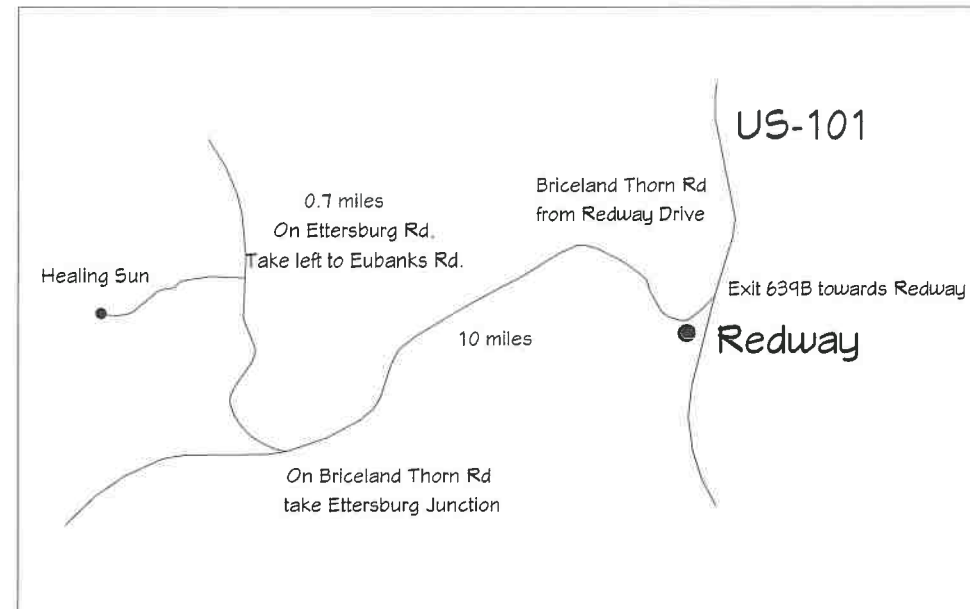 US-101
Briceland Thorn Rd
from Redway Drive
0.7 miles
On Ettersburg Rd.
Take left to Eubanks Rd.
Healing Sun
Exit 639B towards Redway
Redway
10 miles
On Briceland Thorn Rd
take Ettersburg Junction